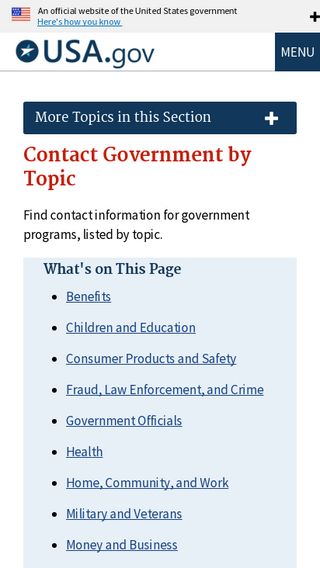 An official website of the United States government
Here's how you know
USA.gov
MENU
More Topics in this Section
Contact Government by
Topic
Find contact information for government
programs, listed by topic.
What's on This Page
Benefits
Children and Education
Consumer Products and Safety
Fraud, Law Enforcement, and Crime
Government Officials
Health
Home, Community, and Work
Military and Veterans
Money and Business